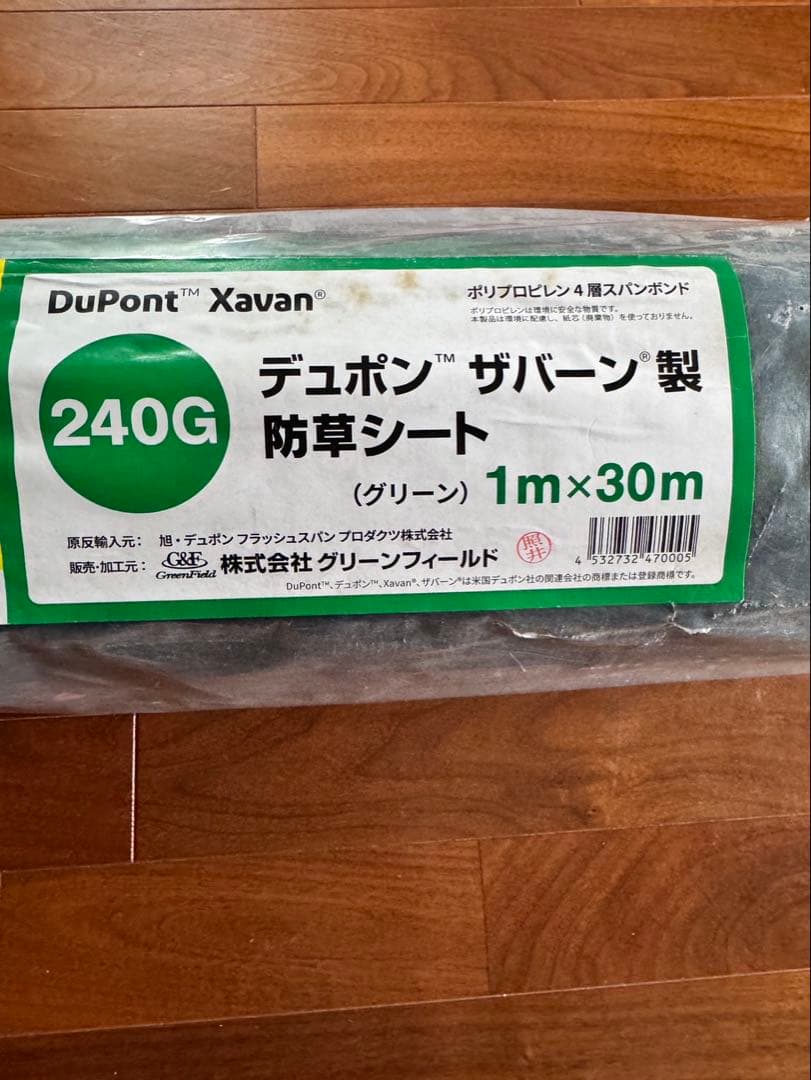 DuPont™ Xavan®
ポリプロピレン4層スパンボンド
ポリプロピレンは環境に安全な物質です。
本製品は環境に配慮し、紙芯(廃棄物)を使っておりません。
240G
デュポン™ ザバーン®製
防草シート
(グリーン) 1m×30m
原反輸入元: 旭・デュポン フラッシュスパン プロダクツ株式会社
販売・加工元: G&F GreenField 株式会社 グリーンフィールド
照井
4 532732 470005
DuPont™、デュポン™、Xavan®、ザバーン®は米国デュポン社の関連会社の商標または登録商標です。